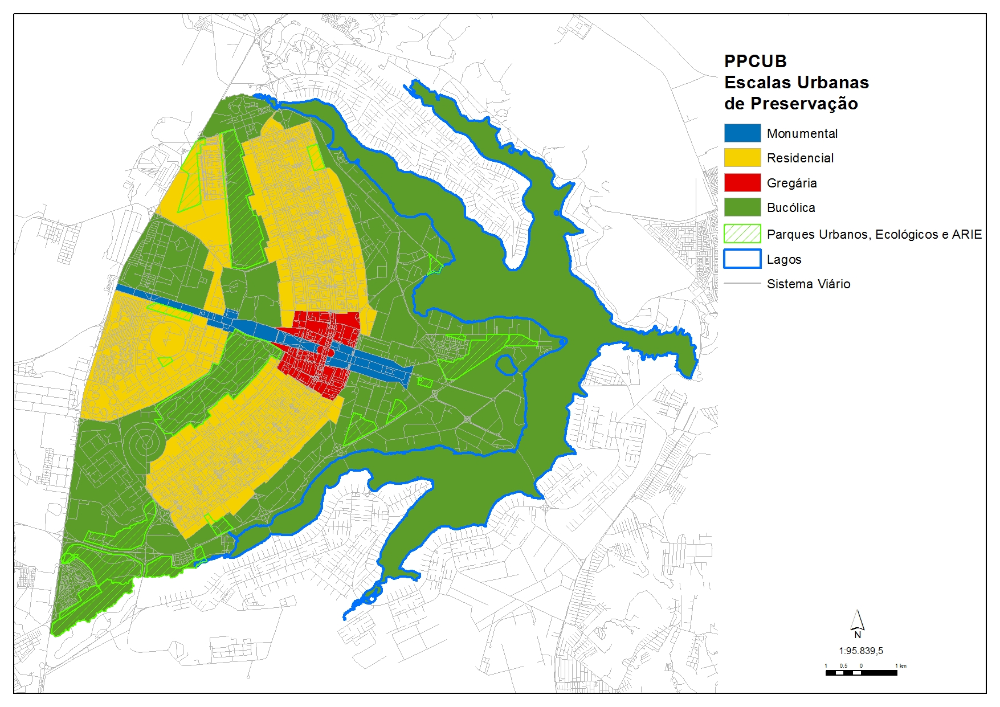 PPCUB
Escalas Urbanas
de Preservação
Monumental
Residencial
Gregária
Bucólica
Parques Urbanos, Ecológicos e ARIE
Lagos
Sistema Viário
N
1:95.839,5
1 0,5 0 1 km